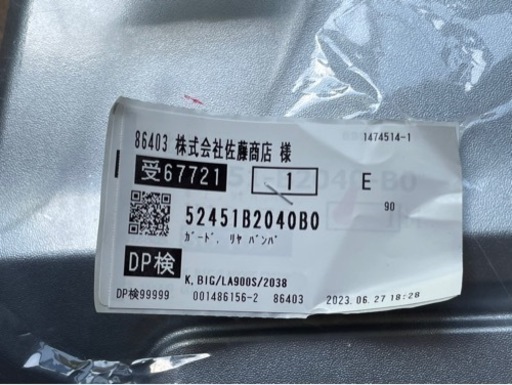 86403 株式会社佐藤商店 様
1474514-1
受67721
1
E
52451B2040B0
90
ガード, リヤ バンパ
DP検
K, BIG/LA900S/2038
DP検99999 001486156-2 86403 2023.06.27 18:28